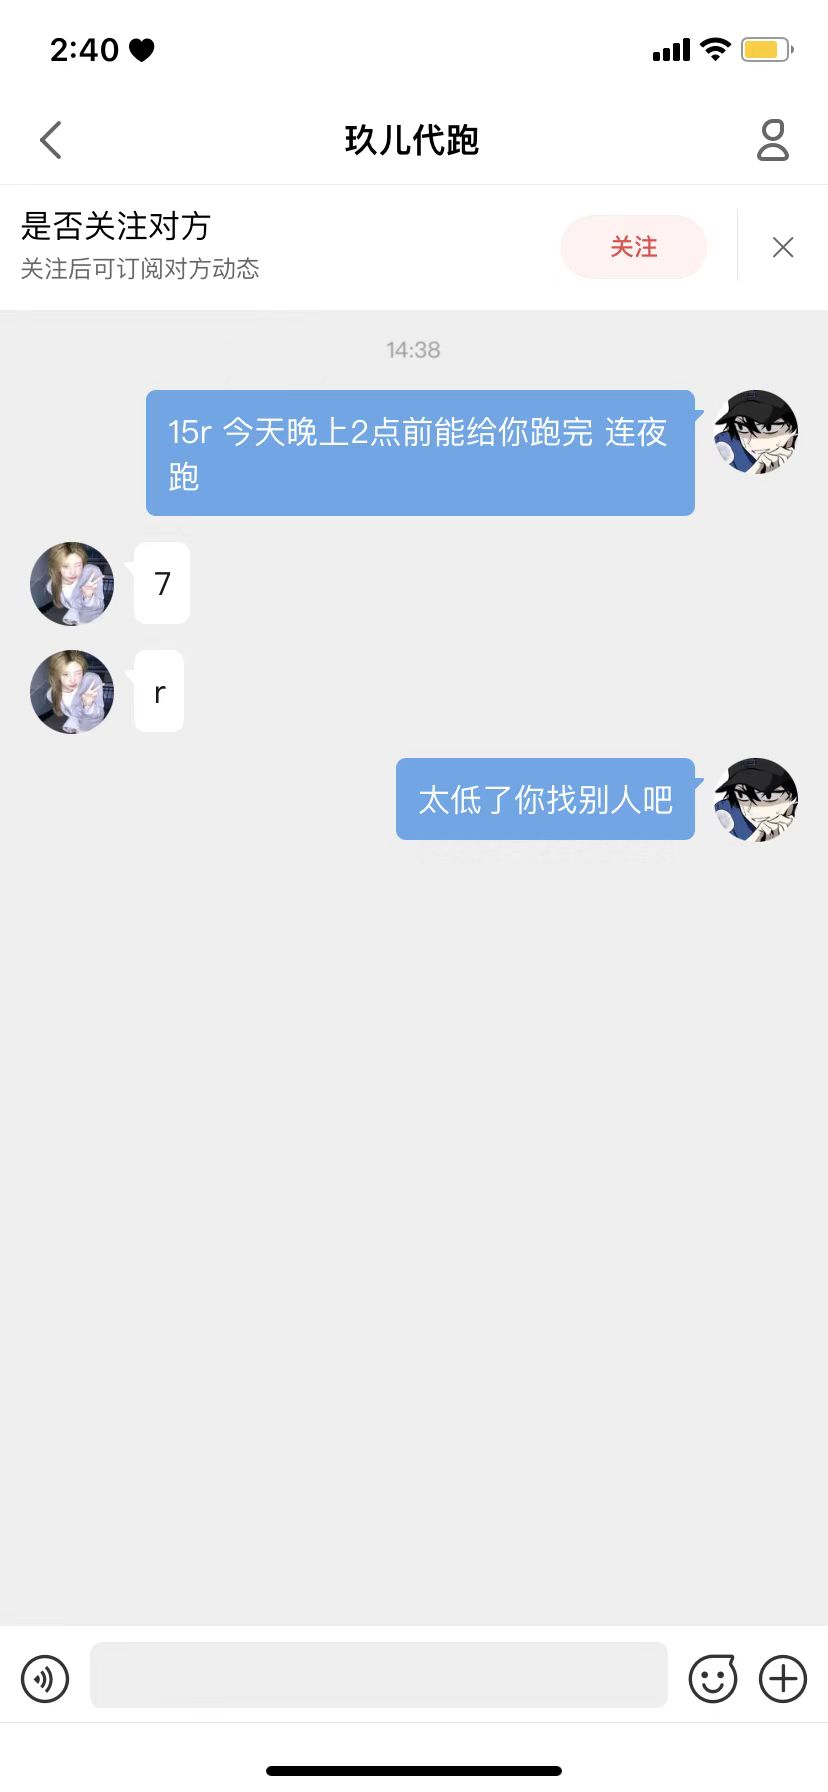 2:40
玖儿代跑
是否关注对方
关注后可订阅对方动态
关注
14:38
15r 今天晚上2点前能给你跑完 连夜
跑
7
r
太低了你找别人吧